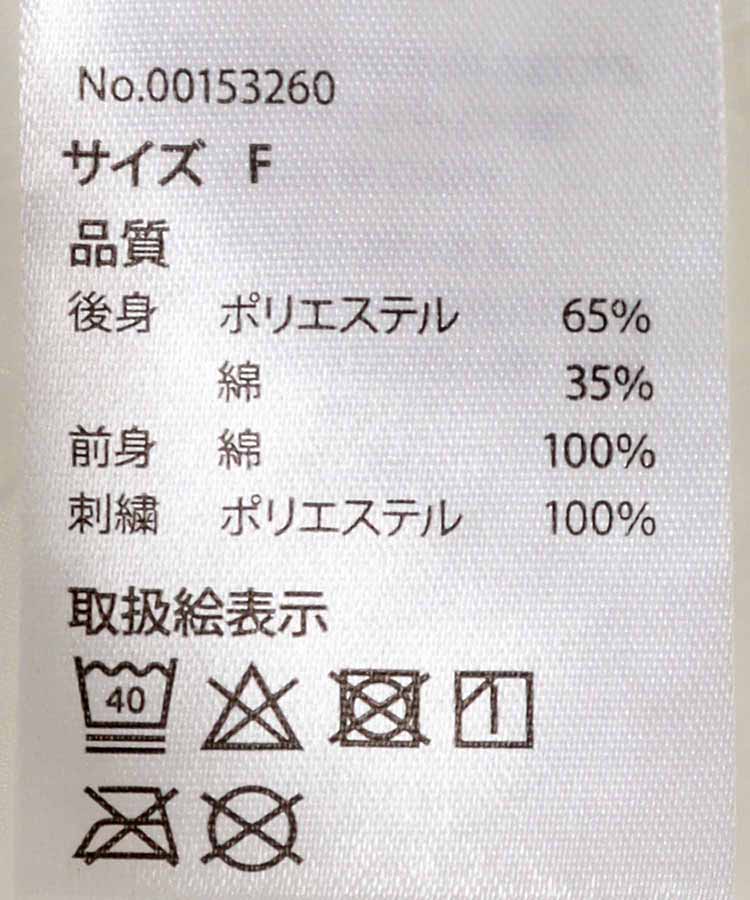 No.00153260
サイズ F
品質
後身 ポリエステル 65%
綿 35%
前身 綿 100%
刺繍 ポリエステル 100%
取扱絵表示
40